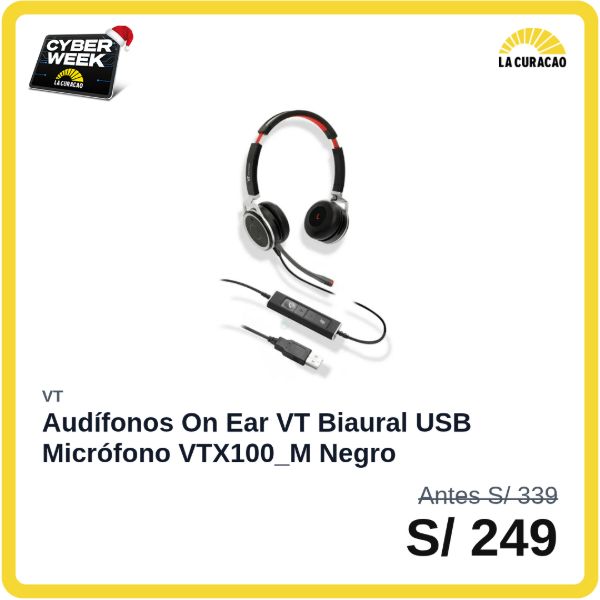 CYBER
WEEK
LA CURACAO
LA CURACAO
VT
Audífonos On Ear VT Biaural USB
Micrófono VTX100_M Negro
Antes S/ 339
S/ 249